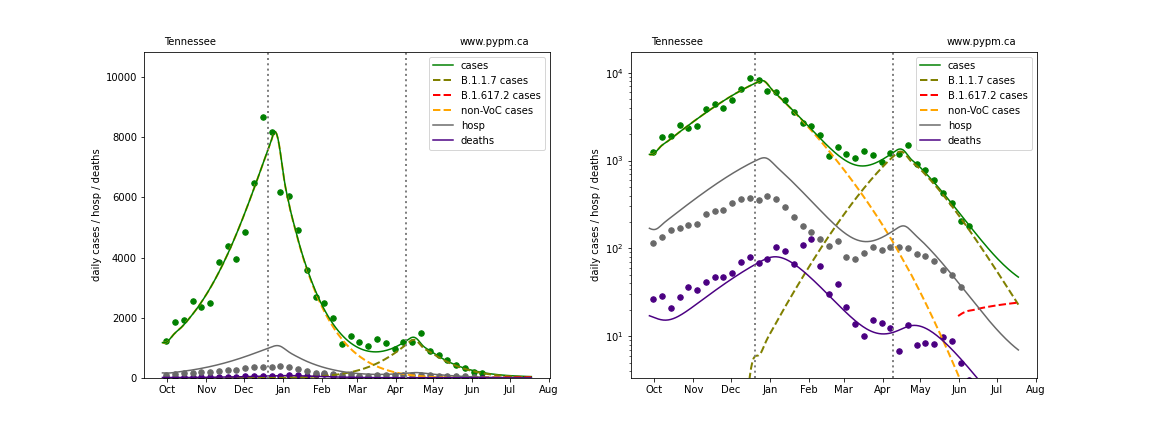 Tennessee www.pypm.ca
daily cases / hosp / deaths
10000
8000
6000
4000
2000
0
Oct Nov Dec Jan Feb Mar Apr May Jun Jul Aug
cases
B.1.1.7 cases
B.1.617.2 cases
non-VoC cases
hosp
deaths
Tennessee www.pypm.ca
daily cases / hosp / deaths
10⁴
10³
10²
10¹
Oct Nov Dec Jan Feb Mar Apr May Jun Jul Aug
cases
B.1.1.7 cases
B.1.617.2 cases
non-VoC cases
hosp
deaths